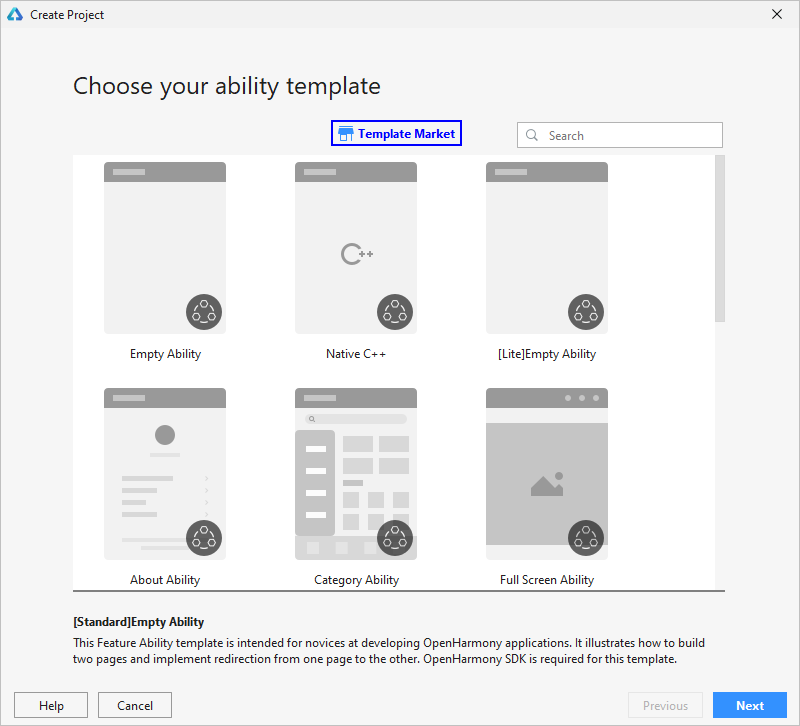 Create Project
Choose your ability template
Template Market
Search
C++
Empty Ability
Native C++
[Lite]Empty Ability
About Ability
Category Ability
Full Screen Ability
[Standard]Empty Ability
This Feature Ability template is intended for novices at developing OpenHarmony applications. It illustrates how to build
two pages and implement redirection from one page to the other. OpenHarmony SDK is required for this template.
Help
Cancel
Previous
Next